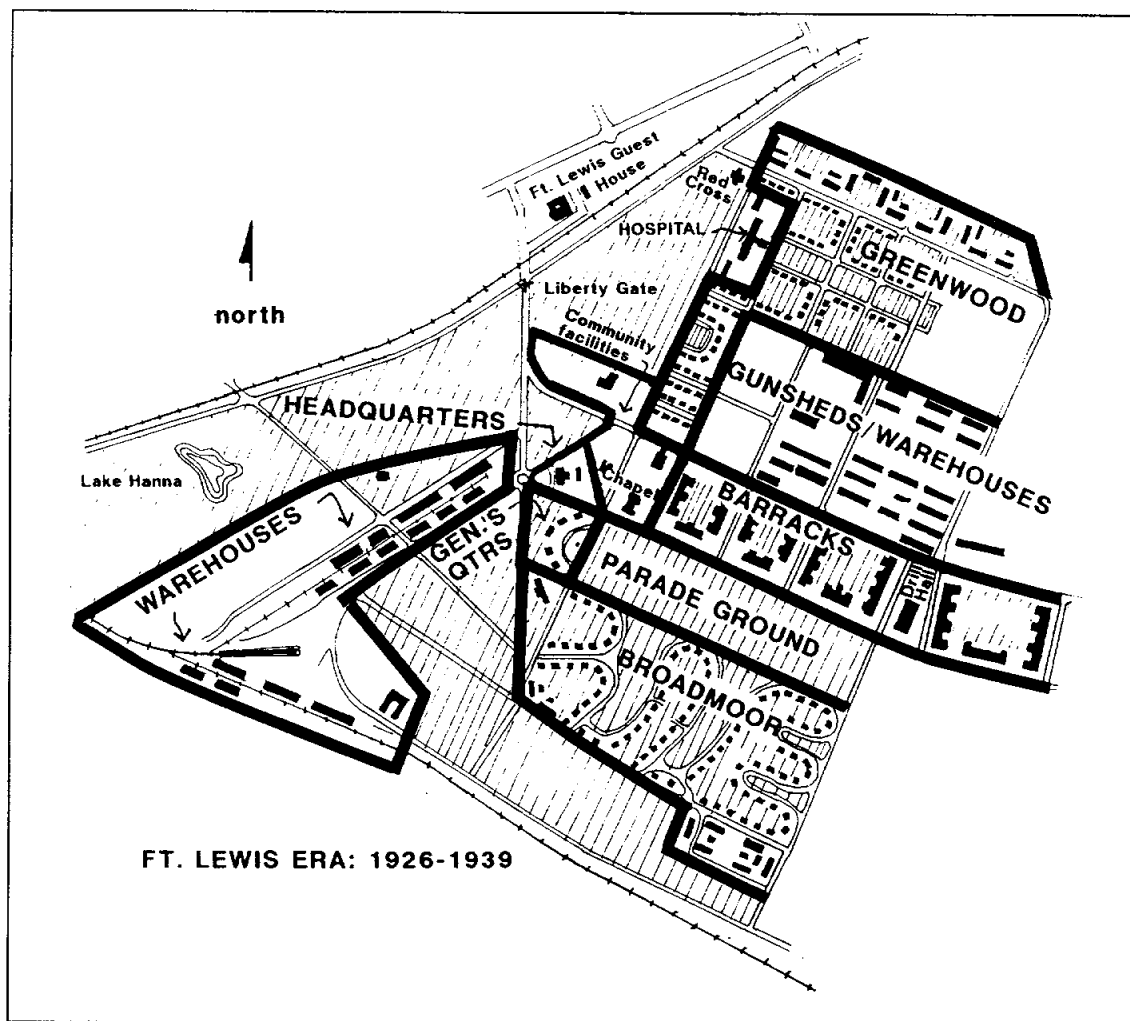 Ft. Lewis Guest
House
Red
Cross
HOSPITAL
GREENWOOD
north
Liberty Gate
Community
facilities
GUNSHEDS/WAREHOUSES
HEADQUARTERS
Lake Hanna
Chapel
BARRACKS
WAREHOUSES
GEN.'S
QTRS
PARADE GROUND
Drill
Hall
BROADMOOR
FT. LEWIS ERA: 1926-1939